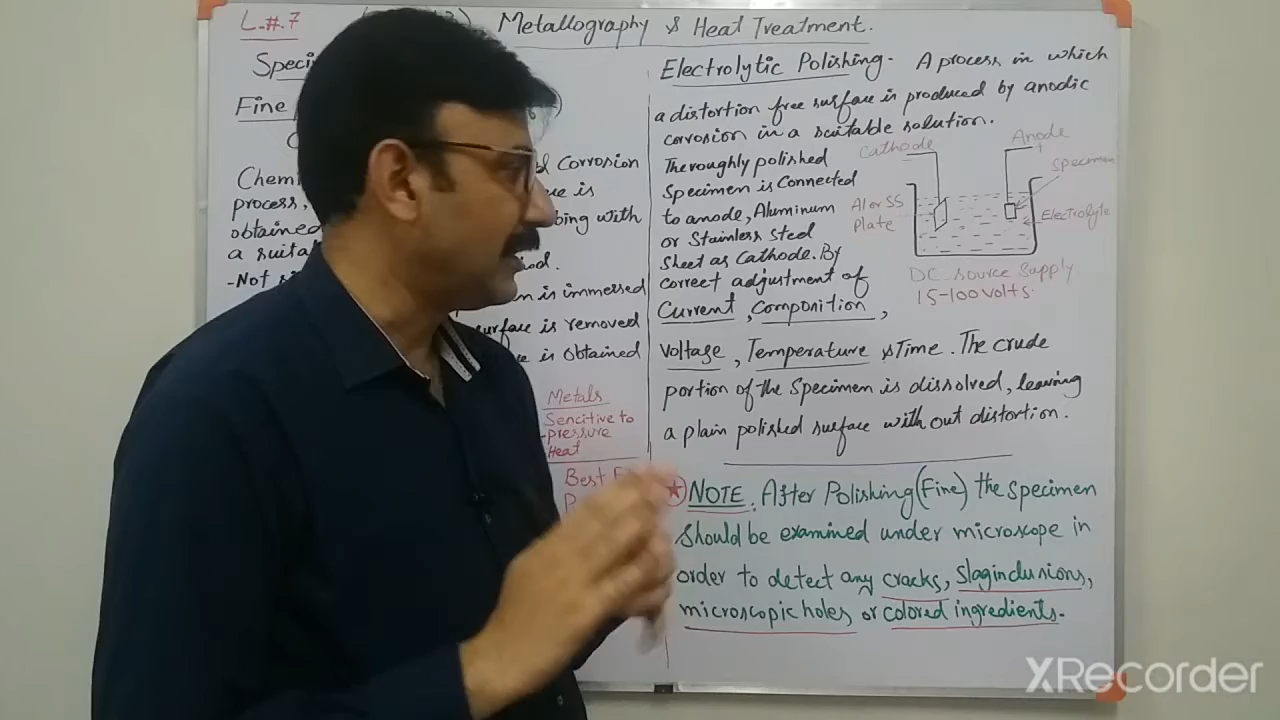 L.#.7
Metallography & Heat Treatment.
Speci
Fine
Corrosion
Chem
process,
is
obtained
bing with
a suita
-Not
is immersed
surface is removed
is obtained
Metals
Sencitive to
-pressure
Heat
Best
Electrolytic Polishing. A process in which
a distortion free surface is produced by anodic
corrosion in a suitable solution.
Thoroughly polished
Specimen is Connected
to anode, Aluminum
or Stainless Steel
Sheet as Cathode. By
correct adjustment of
Current, Composition,
Voltage, Temperature & Time. The crude
portion of the Specimen is dissolved, leaving
a plain polished surface with out distortion.
Cathode
Anode
+
Specimen
Al or SS
Plate
Electrolyte
DC-source Supply
15-100 volts.
NOTE. After Polishing (Fine) the Specimen
Should be examined under microscope in
order to detect any cracks, Slag inclusions,
microscopic holes or colored ingredients.
XRecorder